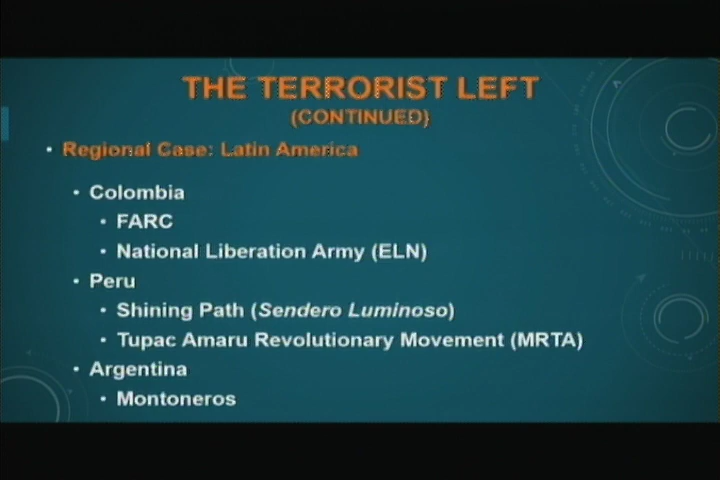 THE TERRORIST LEFT
(CONTINUED)
• Regional Case: Latin America
• Colombia
• FARC
• National Liberation Army (ELN)
• Peru
• Shining Path (Sendero Luminoso)
• Tupac Amaru Revolutionary Movement (MRTA)
• Argentina
• Montoneros